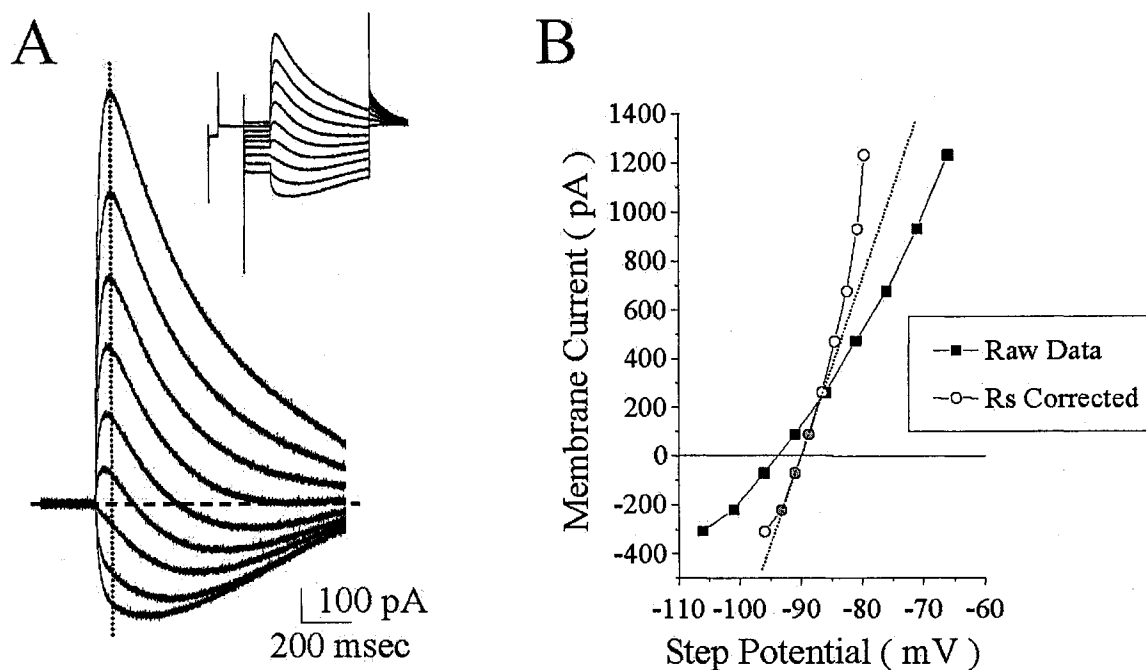 A
100 pA
200 msec
B
Membrane Current ( pA )
1400
1200
1000
800
600
400
200
0
-200
-400
-110 -100 -90 -80 -70 -60
Step Potential ( mV )
Raw Data
Rs Corrected